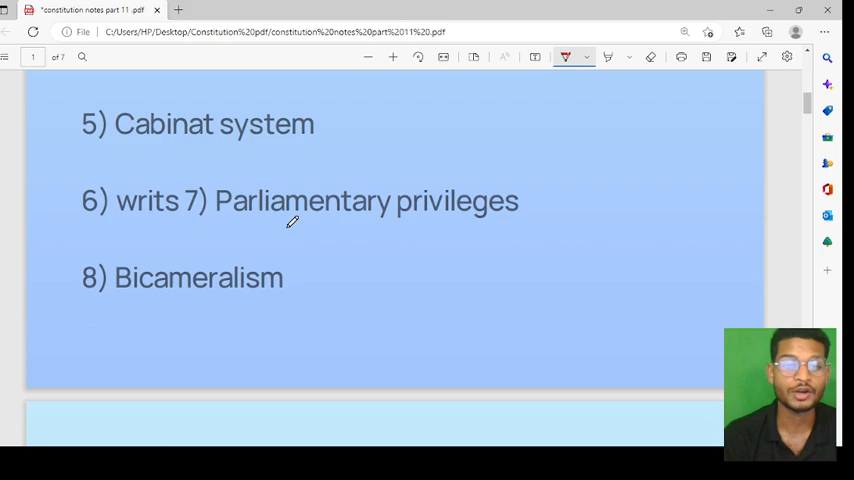 *constitution notes part 11 .pdf
File
C:/Users/HP/Desktop/Constitution%20pdf/constitution%20notes%20part%2011%20.pdf
1 of 7
5) Cabinat system
6) writs 7) Parliamentary privileges
8) Bicameralism